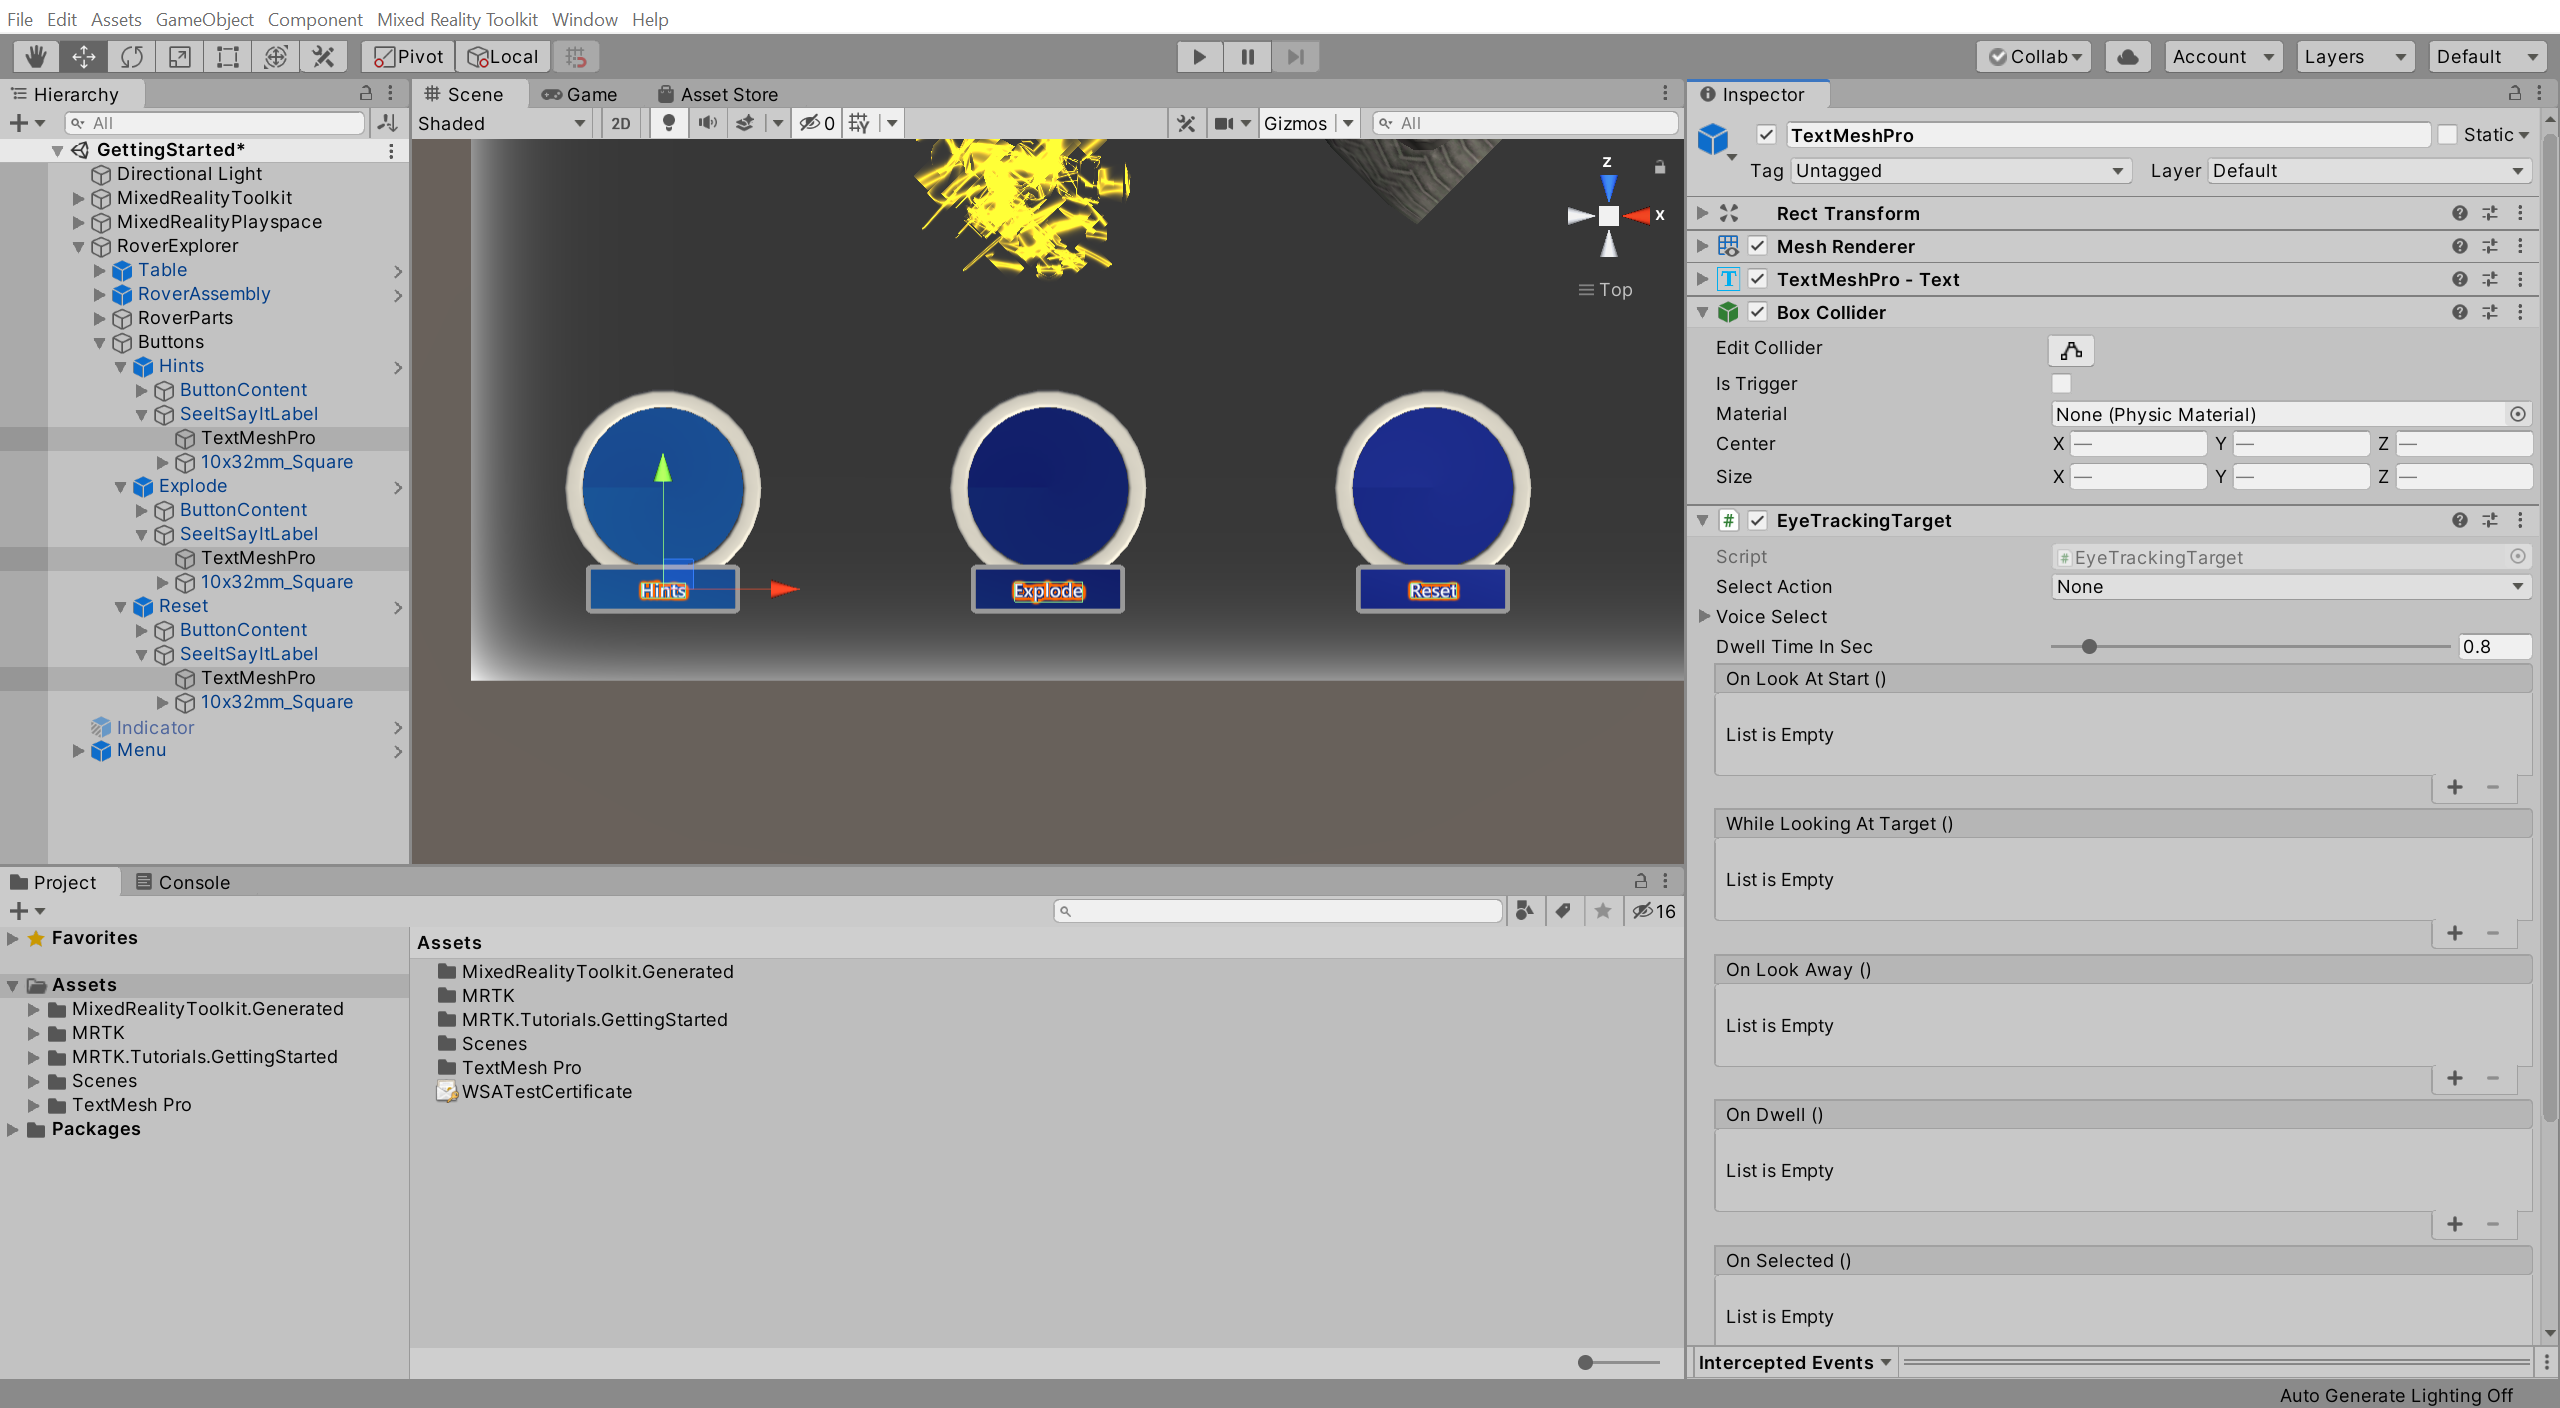 File Edit Assets GameObject Component Mixed Reality Toolkit Window Help
Pivot Local Collab Account Layers Default
Hierarchy
All
GettingStarted*
Directional Light
MixedRealityToolkit
MixedRealityPlayspace
RoverExplorer
Table
RoverAssembly
RoverParts
Buttons
Hints
ButtonContent
SeeItSayItLabel
TextMeshPro
10x32mm_Square
Explode
ButtonContent
SeeItSayItLabel
TextMeshPro
10x32mm_Square
Reset
ButtonContent
SeeItSayItLabel
TextMeshPro
10x32mm_Square
Indicator
Menu
Scene Game Asset Store
Shaded 2D 0 Gizmos All
z
x
Top
Hints Explode Reset
Project Console
16
Favorites
Assets
MixedRealityToolkit.Generated
MRTK
MRTK.Tutorials.GettingStarted
Scenes
TextMesh Pro
Packages
Assets
MixedRealityToolkit.Generated
MRTK
MRTK.Tutorials.GettingStarted
Scenes
TextMesh Pro
WSATestCertificate
Inspector
TextMeshPro Static
Tag Untagged Layer Default
Rect Transform
Mesh Renderer
T TextMeshPro - Text
Box Collider
Edit Collider
Is Trigger
Material None (Physic Material)
Center X — Y — Z —
Size X — Y — Z —
# EyeTrackingTarget
Script # EyeTrackingTarget
Select Action None
Voice Select
Dwell Time In Sec 0.8
On Look At Start ()
List is Empty
+ −
While Looking At Target ()
List is Empty
+ −
On Look Away ()
List is Empty
+ −
On Dwell ()
List is Empty
+ −
On Selected ()
List is Empty
Intercepted Events
Auto Generate Lighting Off